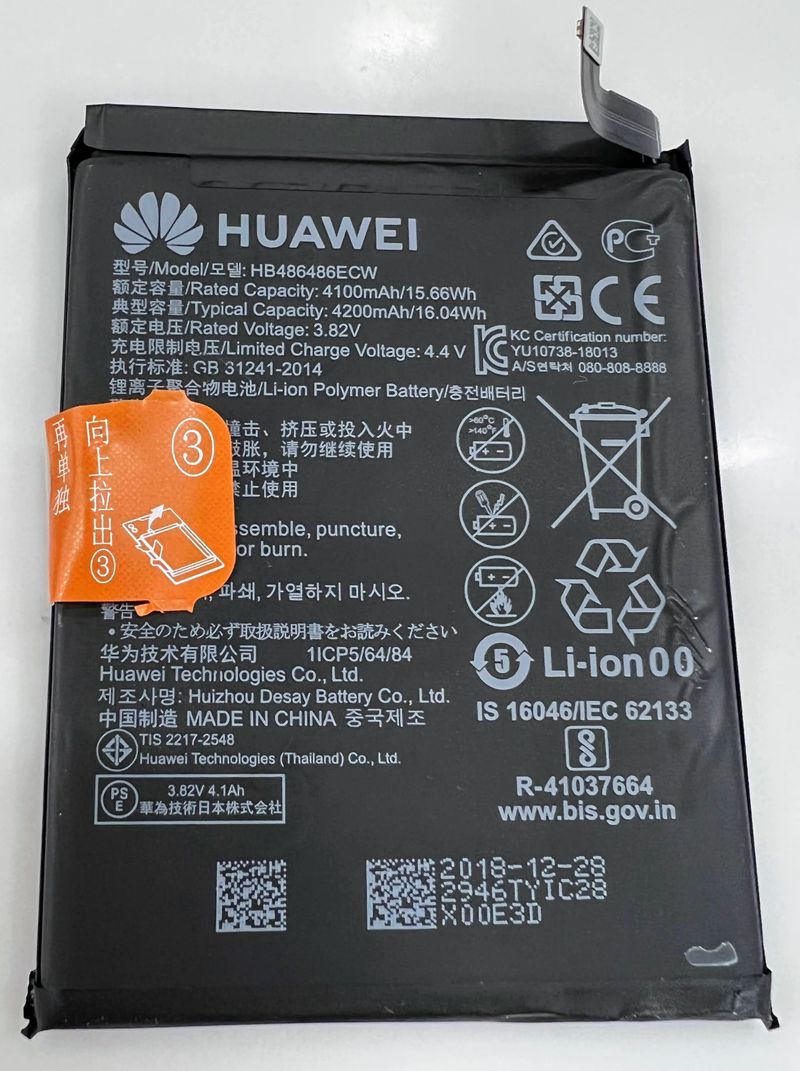 HUAWEI
型号/Model/모델: HB486486ECW
额定容量/Rated Capacity: 4100mAh/15.66Wh
典型容量/Typical Capacity: 4200mAh/16.04Wh
额定电压/Rated Voltage: 3.82V
充电限制电压/Limited Charge Voltage: 4.4 V
执行标准: GB 31241-2014
锂离子聚合物电池/Li-ion Polymer Battery/충전배터리
PC
CE
KC Certification number:
YU10738-18013
A/S연락처 080-808-8888
撞击、挤压或投入火中
鼓胀，请勿继续使用
温环境中
禁止使用
ssemble, puncture,
or burn.
, 파쇄, 가열하지 마시오.
警告
• 安全のため必ず取扱説明書をお読みください
华为技术有限公司 1ICP5/64/84
Huawei Technologies Co., Ltd.
제조사명: Huizhou Desay Battery Co., Ltd.
中国制造 MADE IN CHINA 중국제조
TIS 2217-2548
Huawei Technologies (Thailand) Co., Ltd.
PS
E
3.82V 4.1Ah
華為技術日本株式会社
>60°C
>140°F
5
Li-ion 00
IS 16046/IEC 62133
R-41037664
www.bis.gov.in
2018-12-28
2946TYIC28
X00E3D
③
向上拉出③
再单独